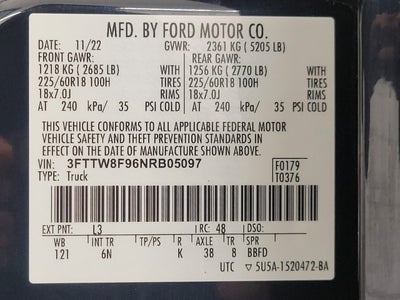 MFD. BY FORD MOTOR CO.
DATE: 11/22 GVWR: 2361 KG ( 5205 LB)
FRONT GAWR: REAR GAWR:
1218 KG ( 2685 LB) WITH 1256 KG ( 2770 LB) WITH
225/60R18 100H TIRES 225/60R18 100H TIRES
18x7.0J RIMS 18x7.0J RIMS
AT 240 kPa/ 35 PSI COLD AT 240 kPa/ 35 PSI COLD
THIS VEHICLE CONFORMS TO ALL APPLICABLE FEDERAL MOTOR
VEHICLE SAFETY AND THEFT PREVENTION STANDARDS IN
EFFECT ON THE DATE OF MANUFACTURE SHOWN ABOVE.
VIN: 3FTTW8F96NRB05097 F0179
TYPE: Truck T0376
EXT PNT: L3 RC: 48 DSO:
WB INT TR TP/PS R AXLE TR SPR
121 6N K 38 8 BBFD
UTC ▽ 5U5A-1520472-BA